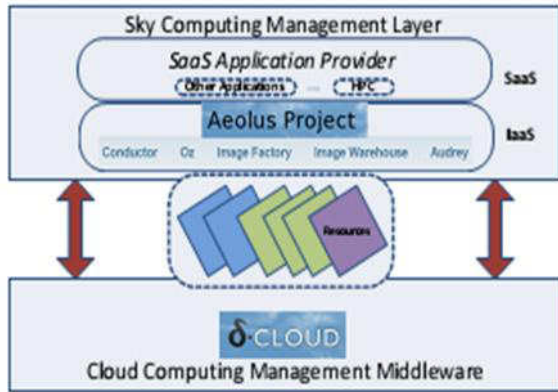 Sky Computing Management Layer
SaaS Application Provider
Other Applications ... HPC
SaaS
Aeolus Project
IaaS
Conductor Oz Image Factory Image Warehouse Audrey
Resources
δ-CLOUD
Cloud Computing Management Middleware